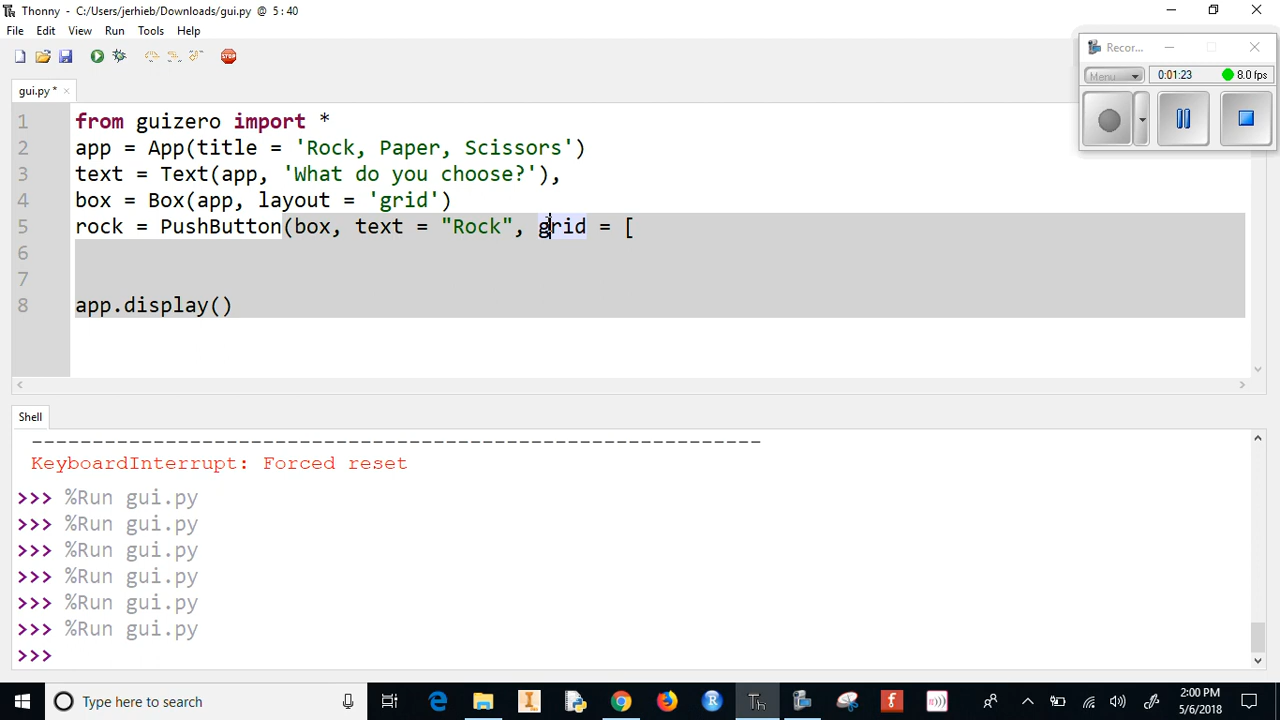 Thonny - C:/Users/jerhieb/Downloads/gui.py @ 5 : 40
File Edit View Run Tools Help
STOP
Recor...
Menu
0:01:23
8.0 fps
gui.py *
1 from guizero import *
2 app = App(title = 'Rock, Paper, Scissors')
3 text = Text(app, 'What do you choose?'),
4 box = Box(app, layout = 'grid')
5 rock = PushButton(box, text = "Rock", grid = [
6
7
8 app.display()
Shell
------------------------------------------------------------
KeyboardInterrupt: Forced reset
>>> %Run gui.py
>>> %Run gui.py
>>> %Run gui.py
>>> %Run gui.py
>>> %Run gui.py
>>> %Run gui.py
>>>
Type here to search
Th
2:00 PM
5/6/2018